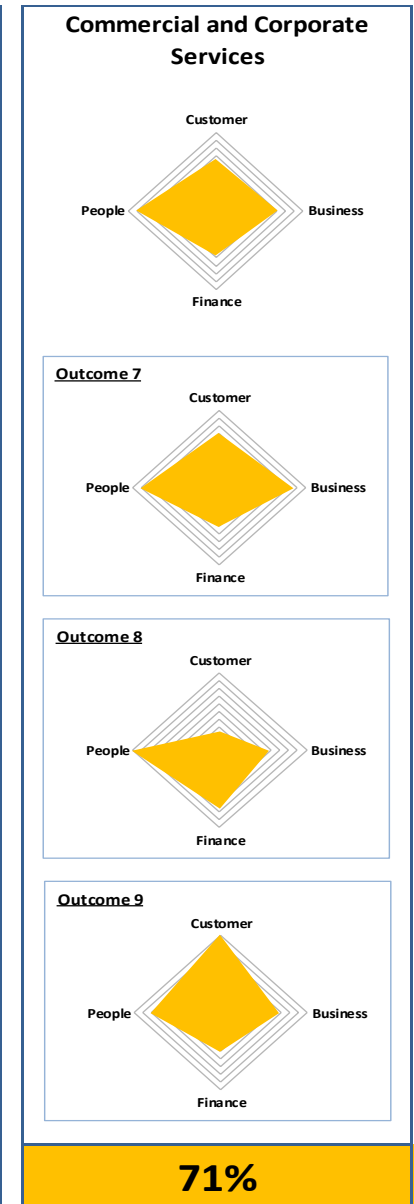 Commercial and Corporate
Services
Customer
People
Business
Finance
Outcome 7
Customer
People
Business
Finance
Outcome 8
Customer
People
Business
Finance
Outcome 9
Customer
People
Business
Finance
71%